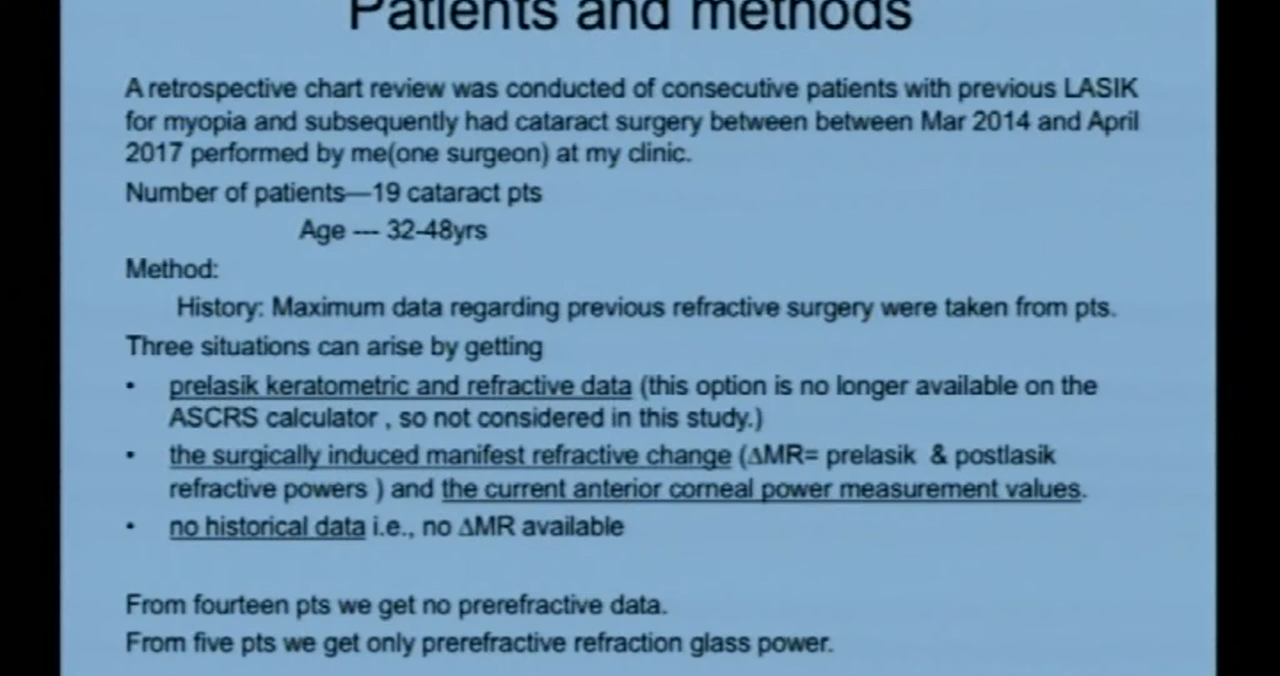 Patients and methods
A retrospective chart review was conducted of consecutive patients with previous LASIK
for myopia and subsequently had cataract surgery between between Mar 2014 and April
2017 performed by me(one surgeon) at my clinic.
Number of patients—19 cataract pts
Age --- 32-48yrs
Method:
History: Maximum data regarding previous refractive surgery were taken from pts.
Three situations can arise by getting
• prelasik keratometric and refractive data (this option is no longer available on the
ASCRS calculator , so not considered in this study.)
• the surgically induced manifest refractive change (∆MR= prelasik & postlasik
refractive powers ) and the current anterior corneal power measurement values.
• no historical data i.e., no ∆MR available
From fourteen pts we get no prerefractive data.
From five pts we get only prerefractive refraction glass power.